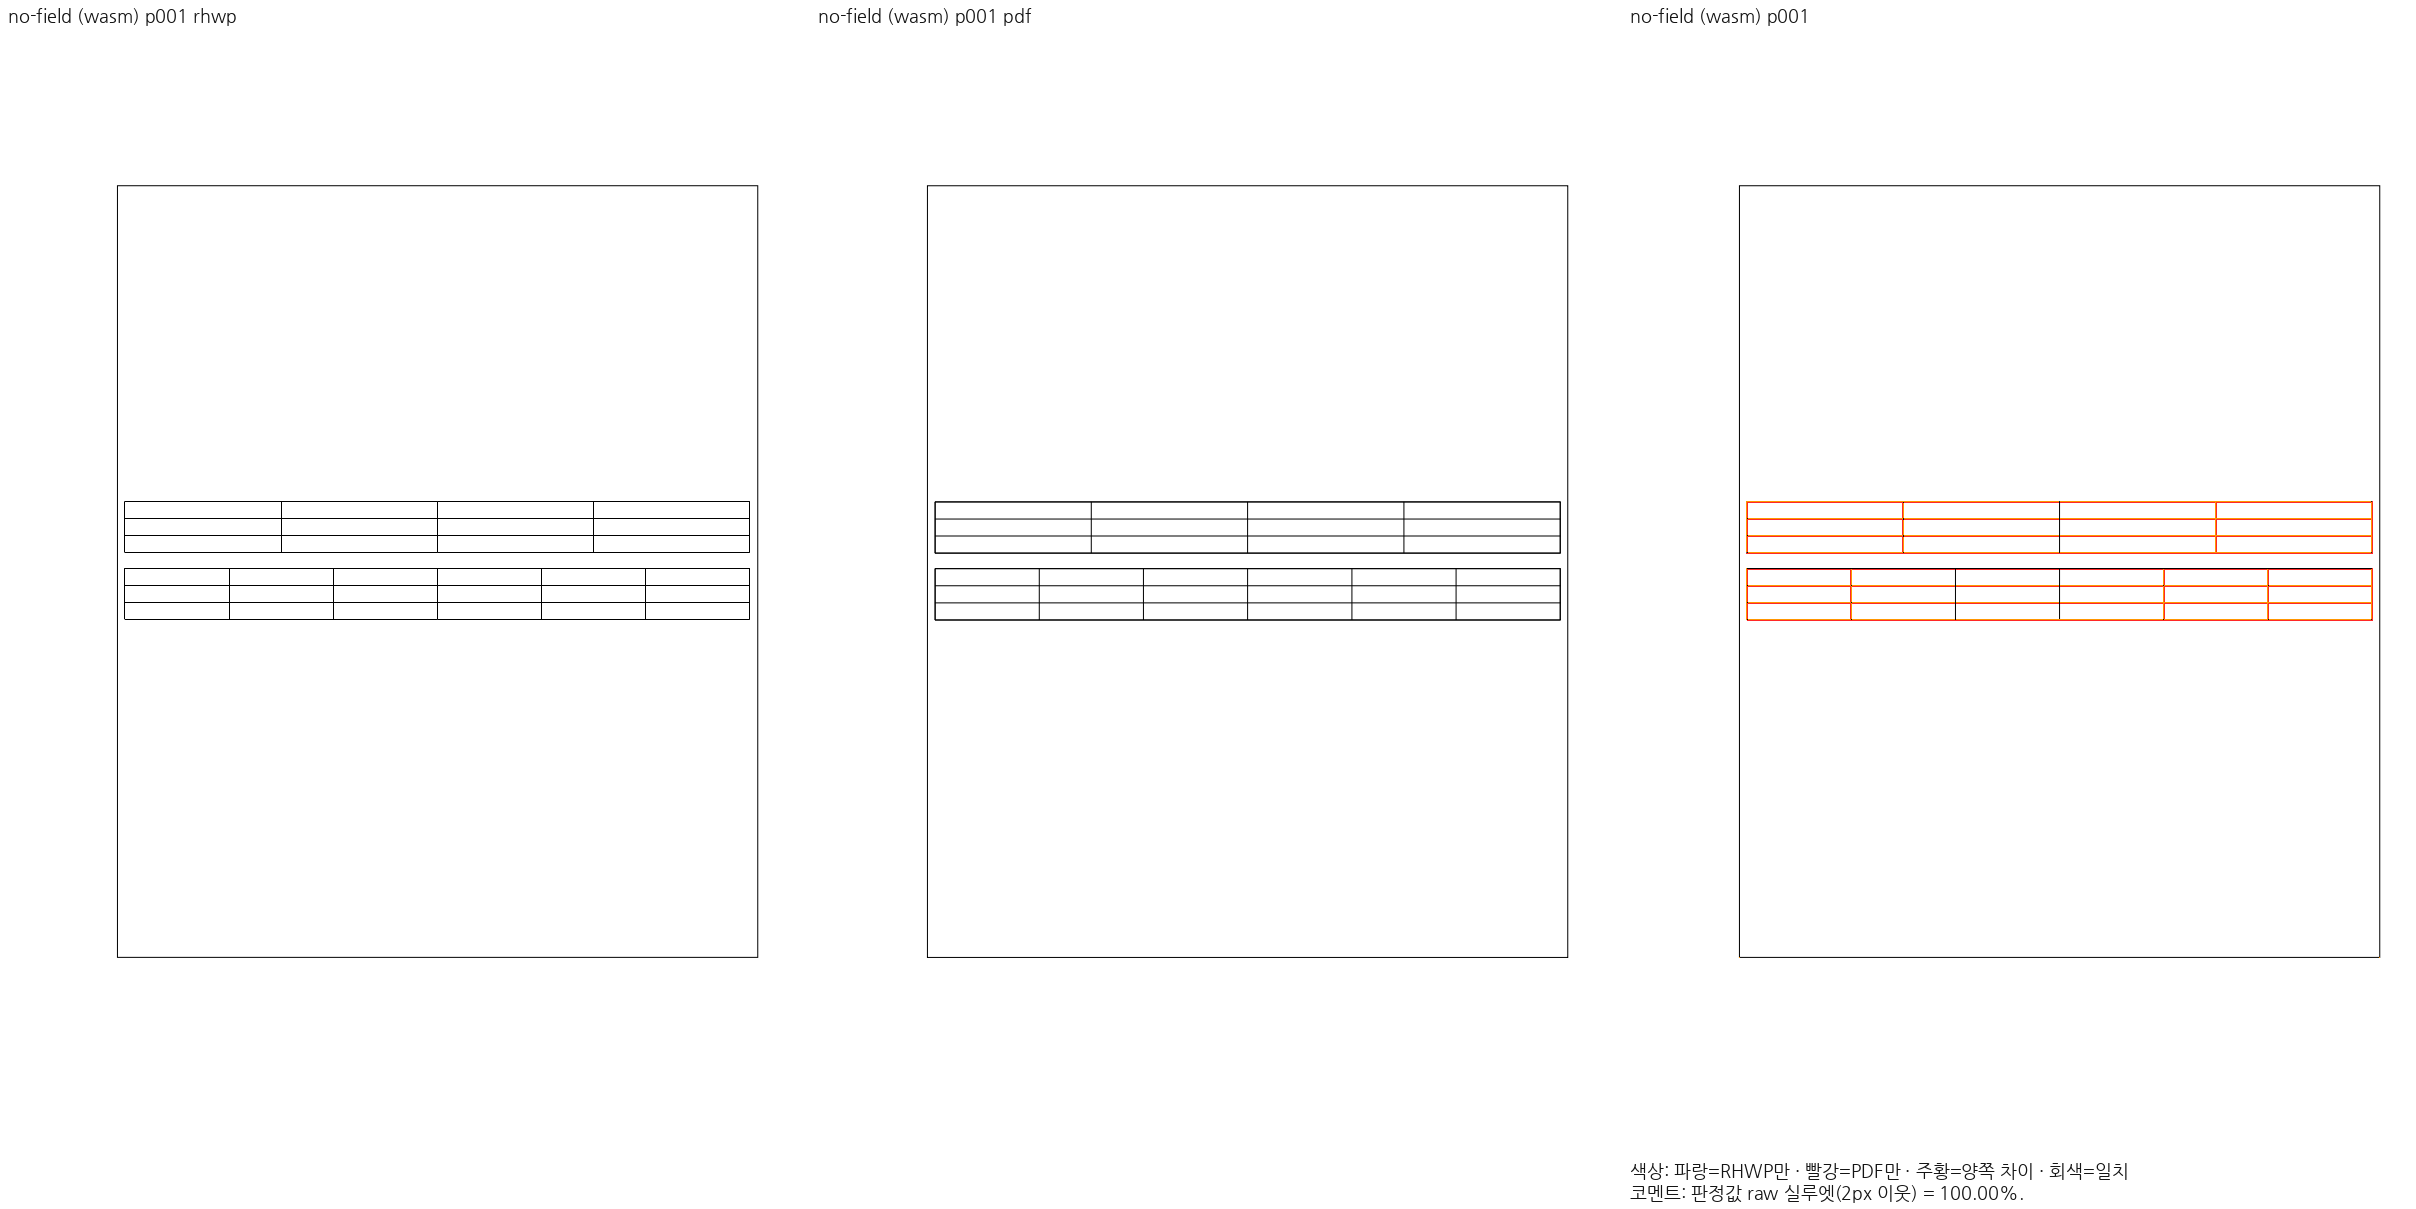 no-field (wasm) p001 rhwp
no-field (wasm) p001 pdf
no-field (wasm) p001
색상: 파랑=RHWP만 · 빨강=PDF만 · 주황=양쪽 차이 · 회색=일치
코멘트: 판정값 raw 실루엣(2px 이웃) = 100.00%.